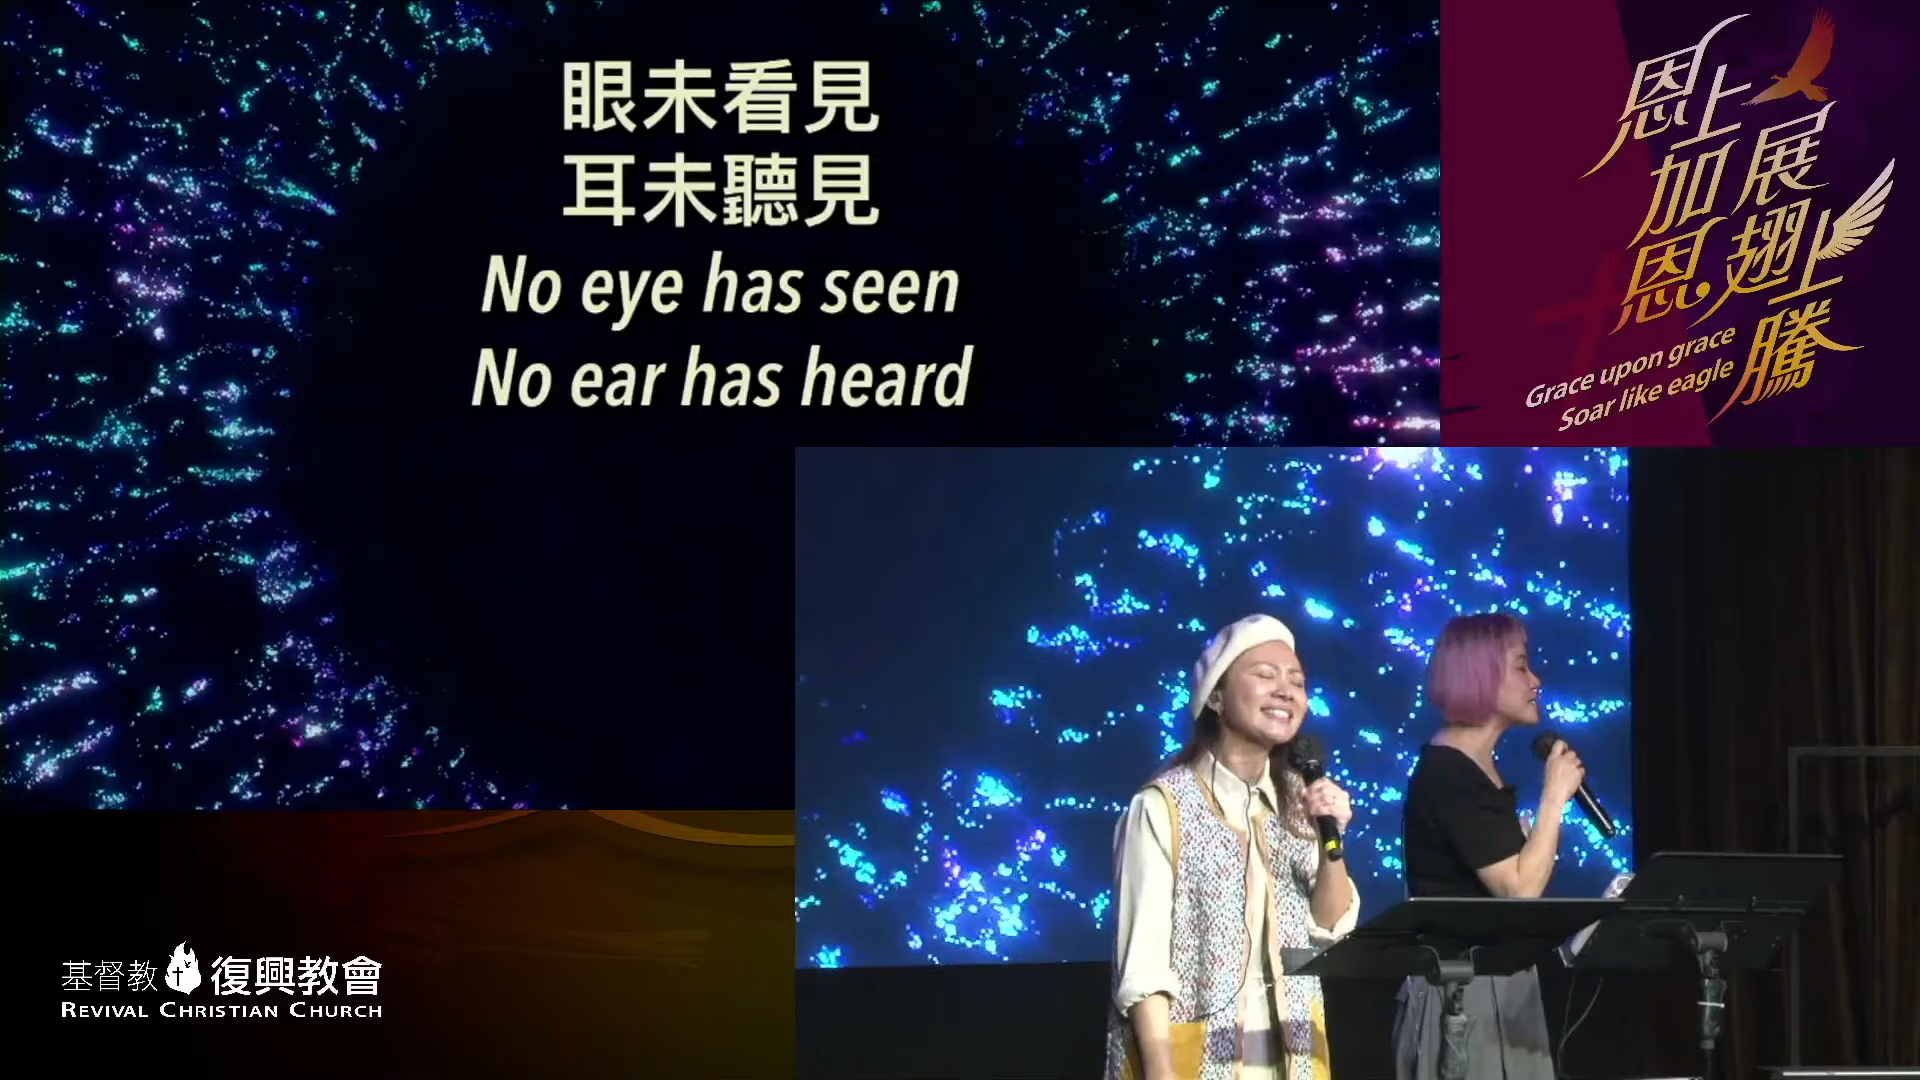 眼未看見
耳未聽見
No eye has seen
No ear has heard
恩上加恩
展翅上騰
Grace upon grace
Soar like eagle
基督教 復興教會
REVIVAL CHRISTIAN CHURCH